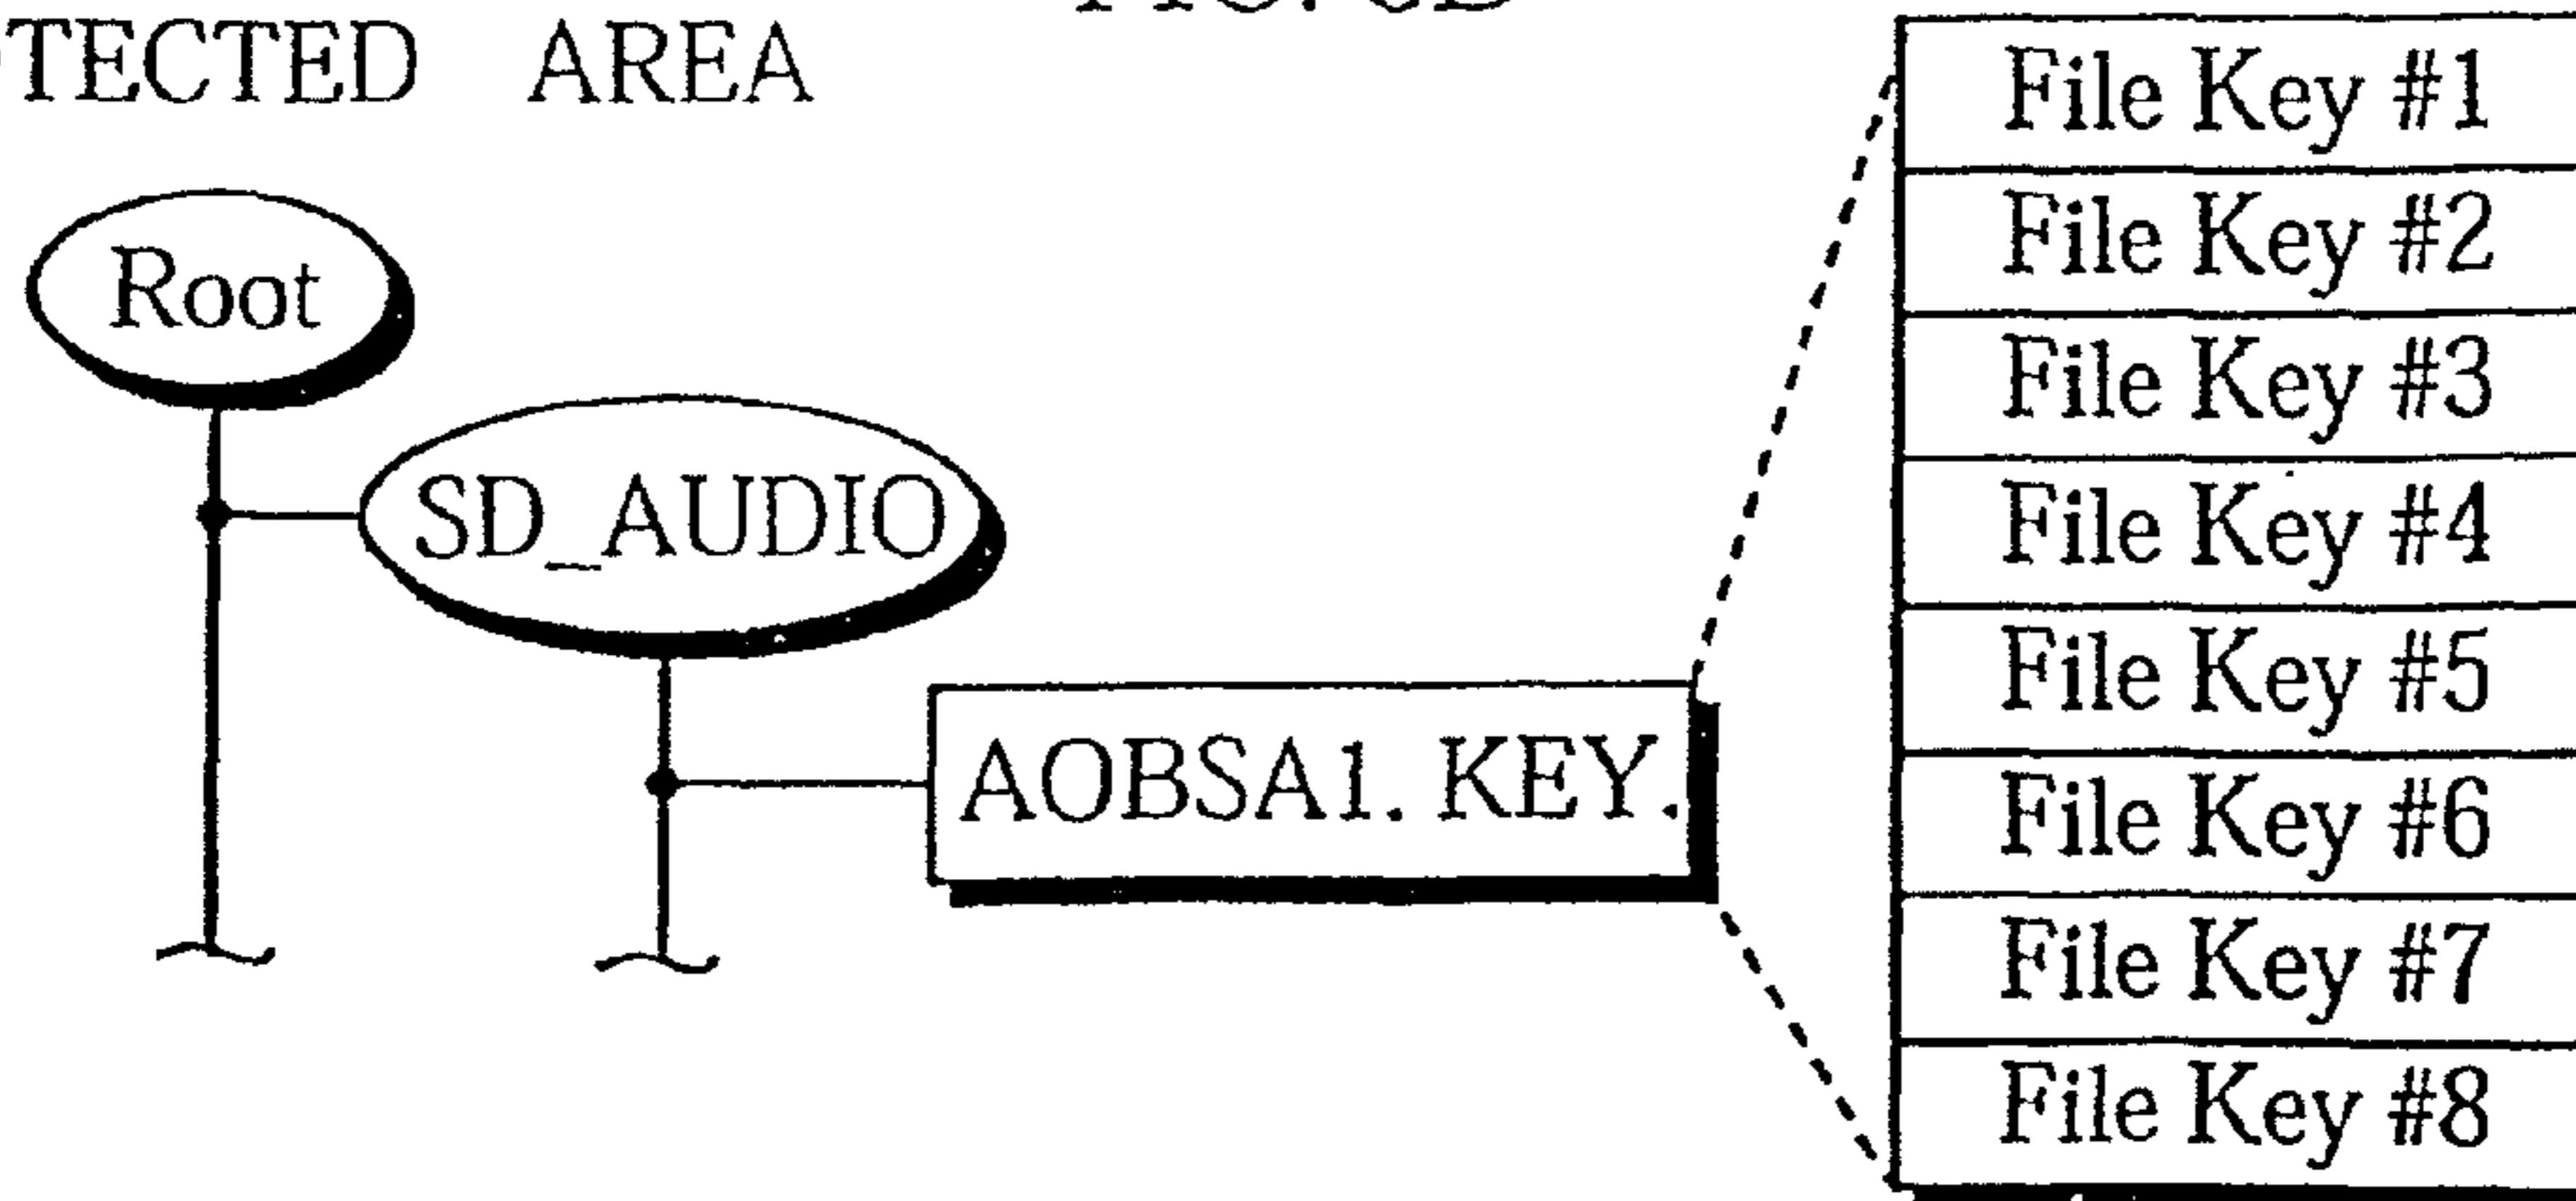 TECTED AREA
Root
SD_AUDIO
AOBSA1. KEY.
File Key #1
File Key #2
File Key #3
File Key #4
File Key #5
File Key #6
File Key #7
File Key #8